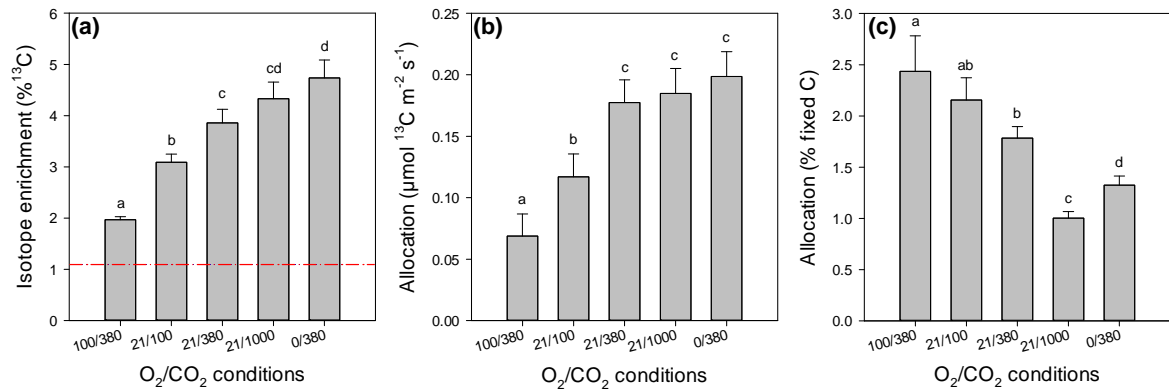 (a)
Isotope enrichment (%¹³C)
6
5
4
3
2
1
0
a
b
c
cd
d
100/380
21/100
21/380
21/1000
0/380
O₂/CO₂ conditions
(b)
Allocation (µmol ¹³C m⁻² s⁻¹)
0.25
0.20
0.15
0.10
0.05
0.00
a
b
c
c
c
100/380
21/100
21/380
21/1000
0/380
O₂/CO₂ conditions
(c)
Allocation (% fixed C)
3.0
2.5
2.0
1.5
1.0
0.5
0.0
a
ab
b
c
d
100/380
21/100
21/380
21/1000
0/380
O₂/CO₂ conditions